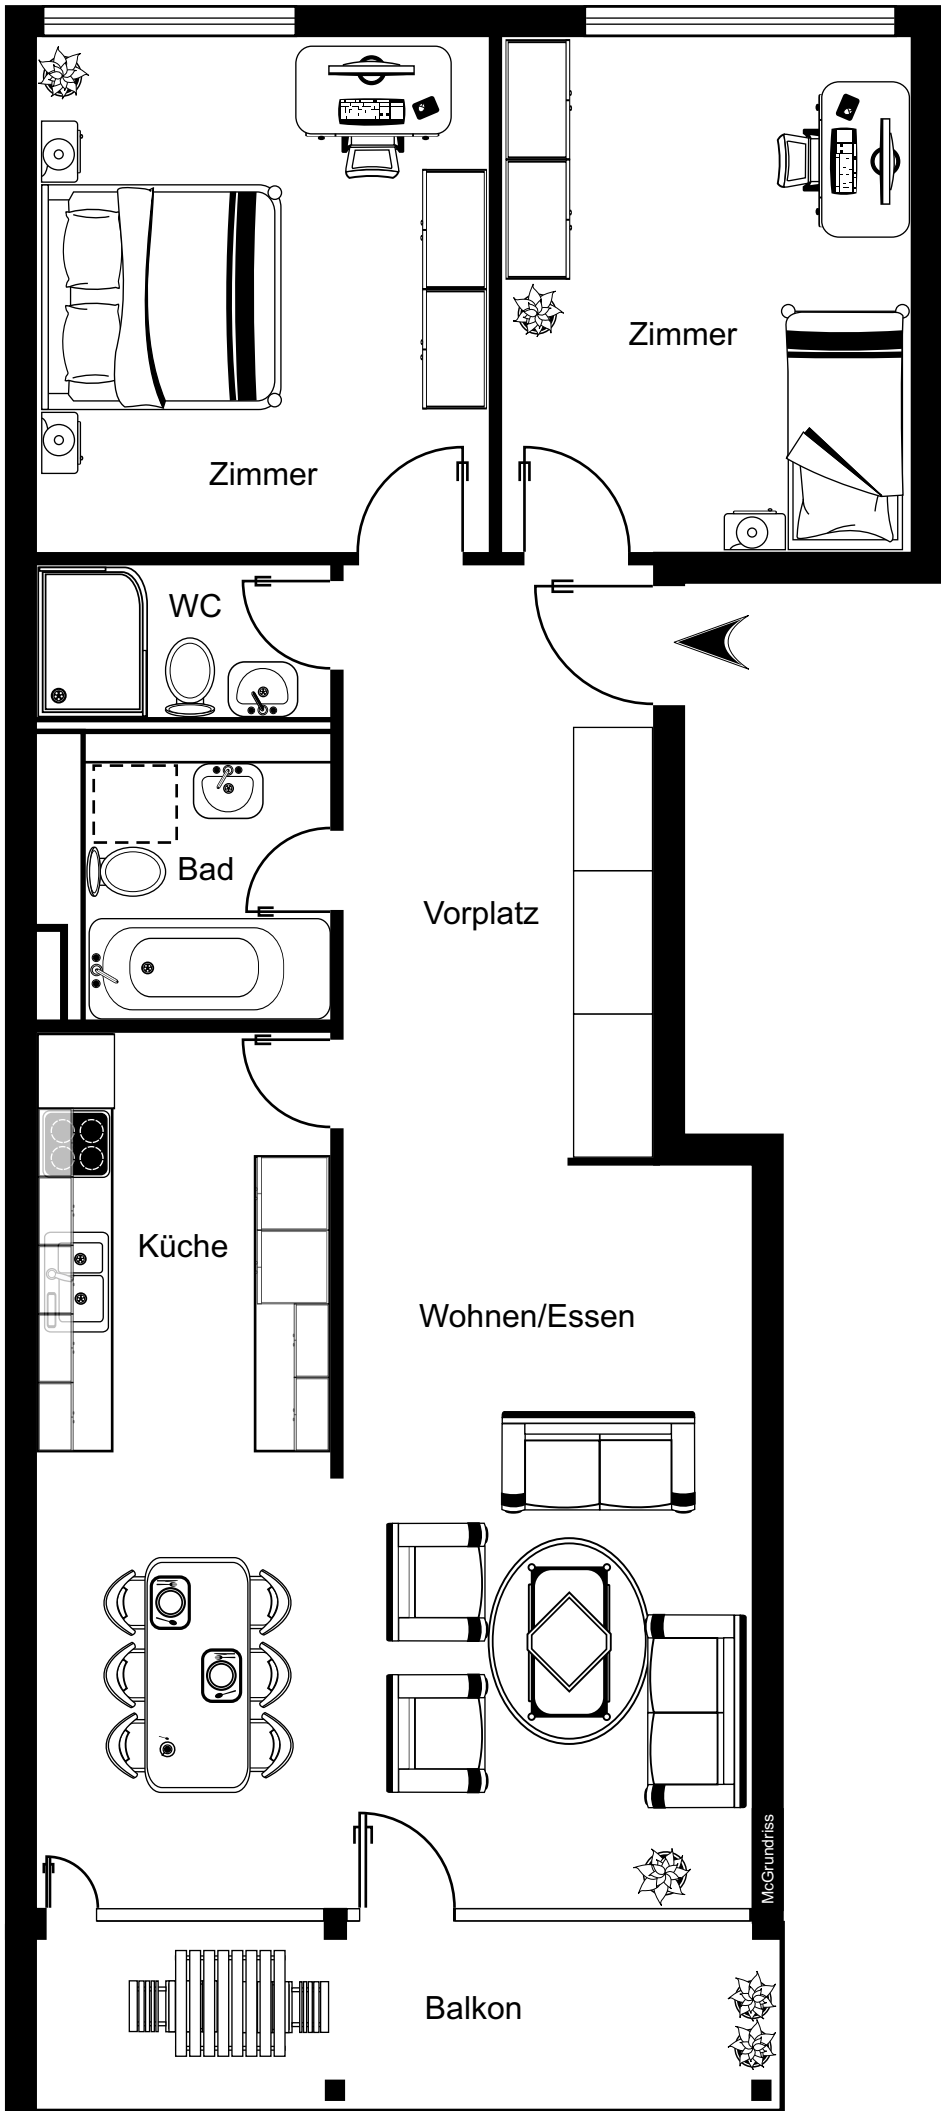 Zimmer
Zimmer
WC
Bad
Vorplatz
Küche
Wohnen/Essen
McGrundriss
Balkon